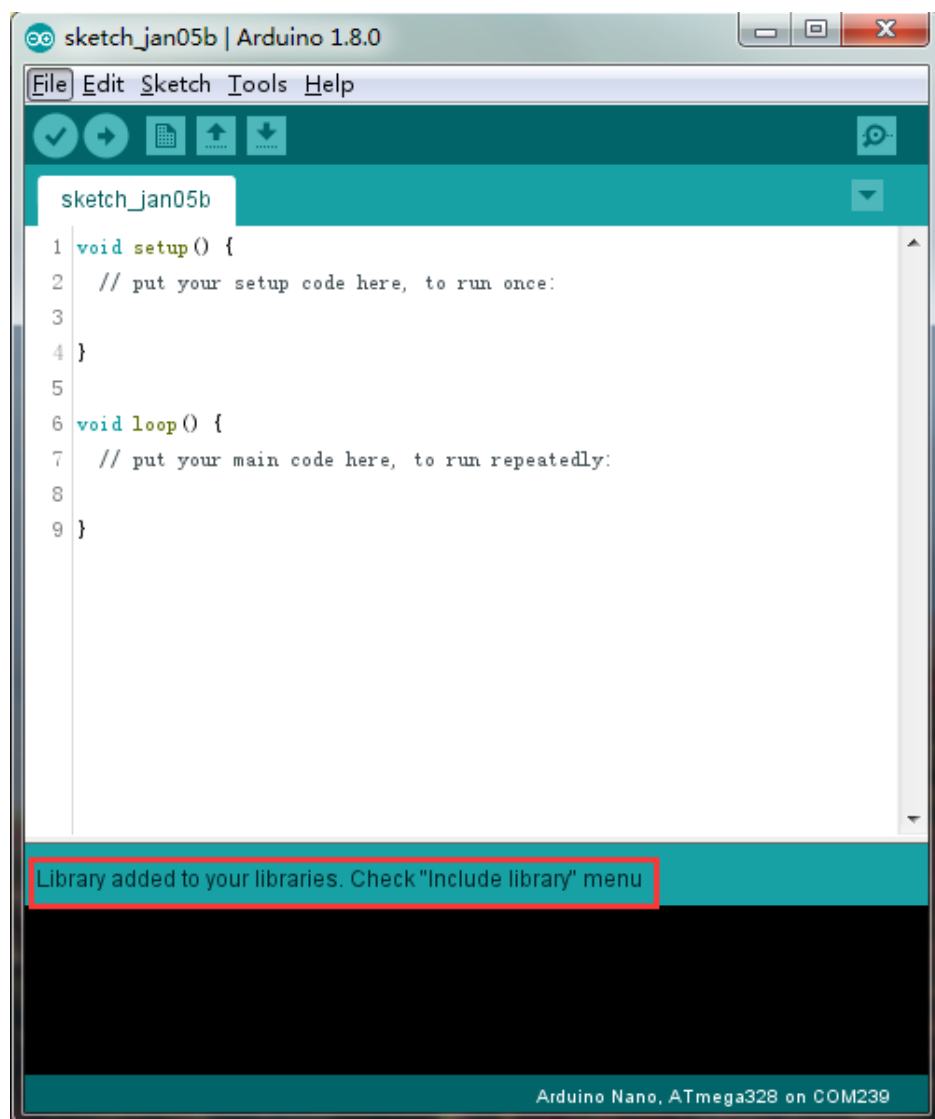 sketch_jan05b | Arduino 1.8.0
File Edit Sketch Tools Help
sketch_jan05b
1 void setup() {
2   // put your setup code here, to run once:
3
4 }
5
6 void loop() {
7   // put your main code here, to run repeatedly:
8
9 }
Library added to your libraries. Check "Include library" menu
Arduino Nano, ATmega328 on COM239